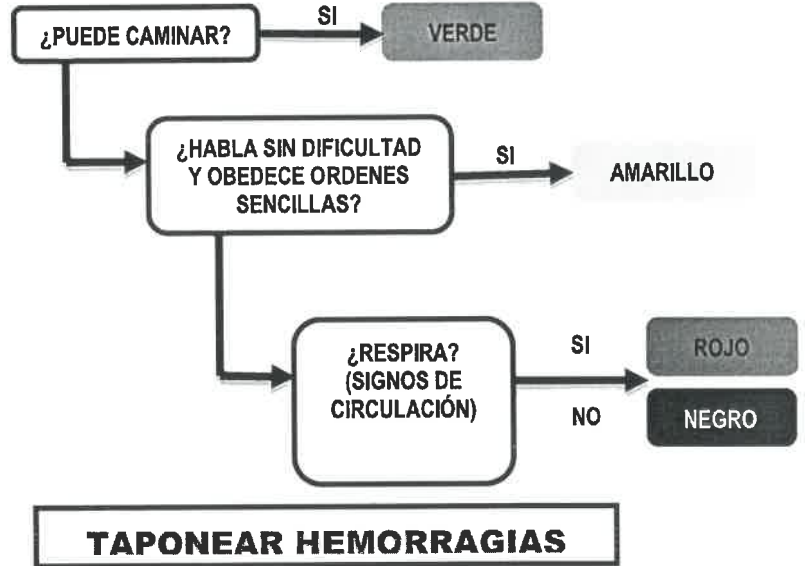 ¿PUEDE CAMINAR?
SI
VERDE
¿HABLA SIN DIFICULTAD
Y OBEDECE ORDENES
SENCILLAS?
SI
AMARILLO
¿RESPIRA?
(SIGNOS DE
CIRCULACIÓN)
SI
ROJO
NO
NEGRO
TAPONEAR HEMORRAGIAS